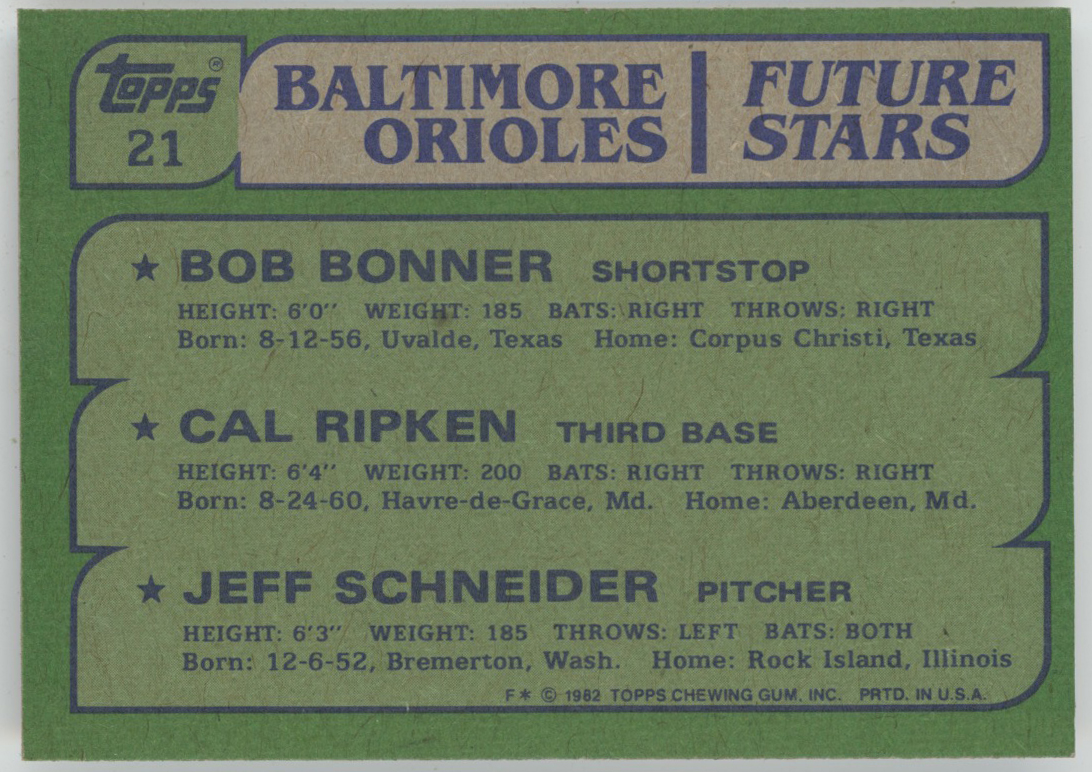 topps®
21
BALTIMORE
ORIOLES
FUTURE
STARS
★ BOB BONNER SHORTSTOP
HEIGHT: 6'0" WEIGHT: 185 BATS: RIGHT THROWS: RIGHT
Born: 8-12-56, Uvalde, Texas Home: Corpus Christi, Texas
★ CAL RIPKEN THIRD BASE
HEIGHT: 6'4" WEIGHT: 200 BATS: RIGHT THROWS: RIGHT
Born: 8-24-60, Havre-de-Grace, Md. Home: Aberdeen, Md.
★ JEFF SCHNEIDER PITCHER
HEIGHT: 6'3" WEIGHT: 185 THROWS: LEFT BATS: BOTH
Born: 12-6-52, Bremerton, Wash. Home: Rock Island, Illinois
F* © 1982 TOPPS CHEWING GUM, INC. PRTD. IN U.S.A.